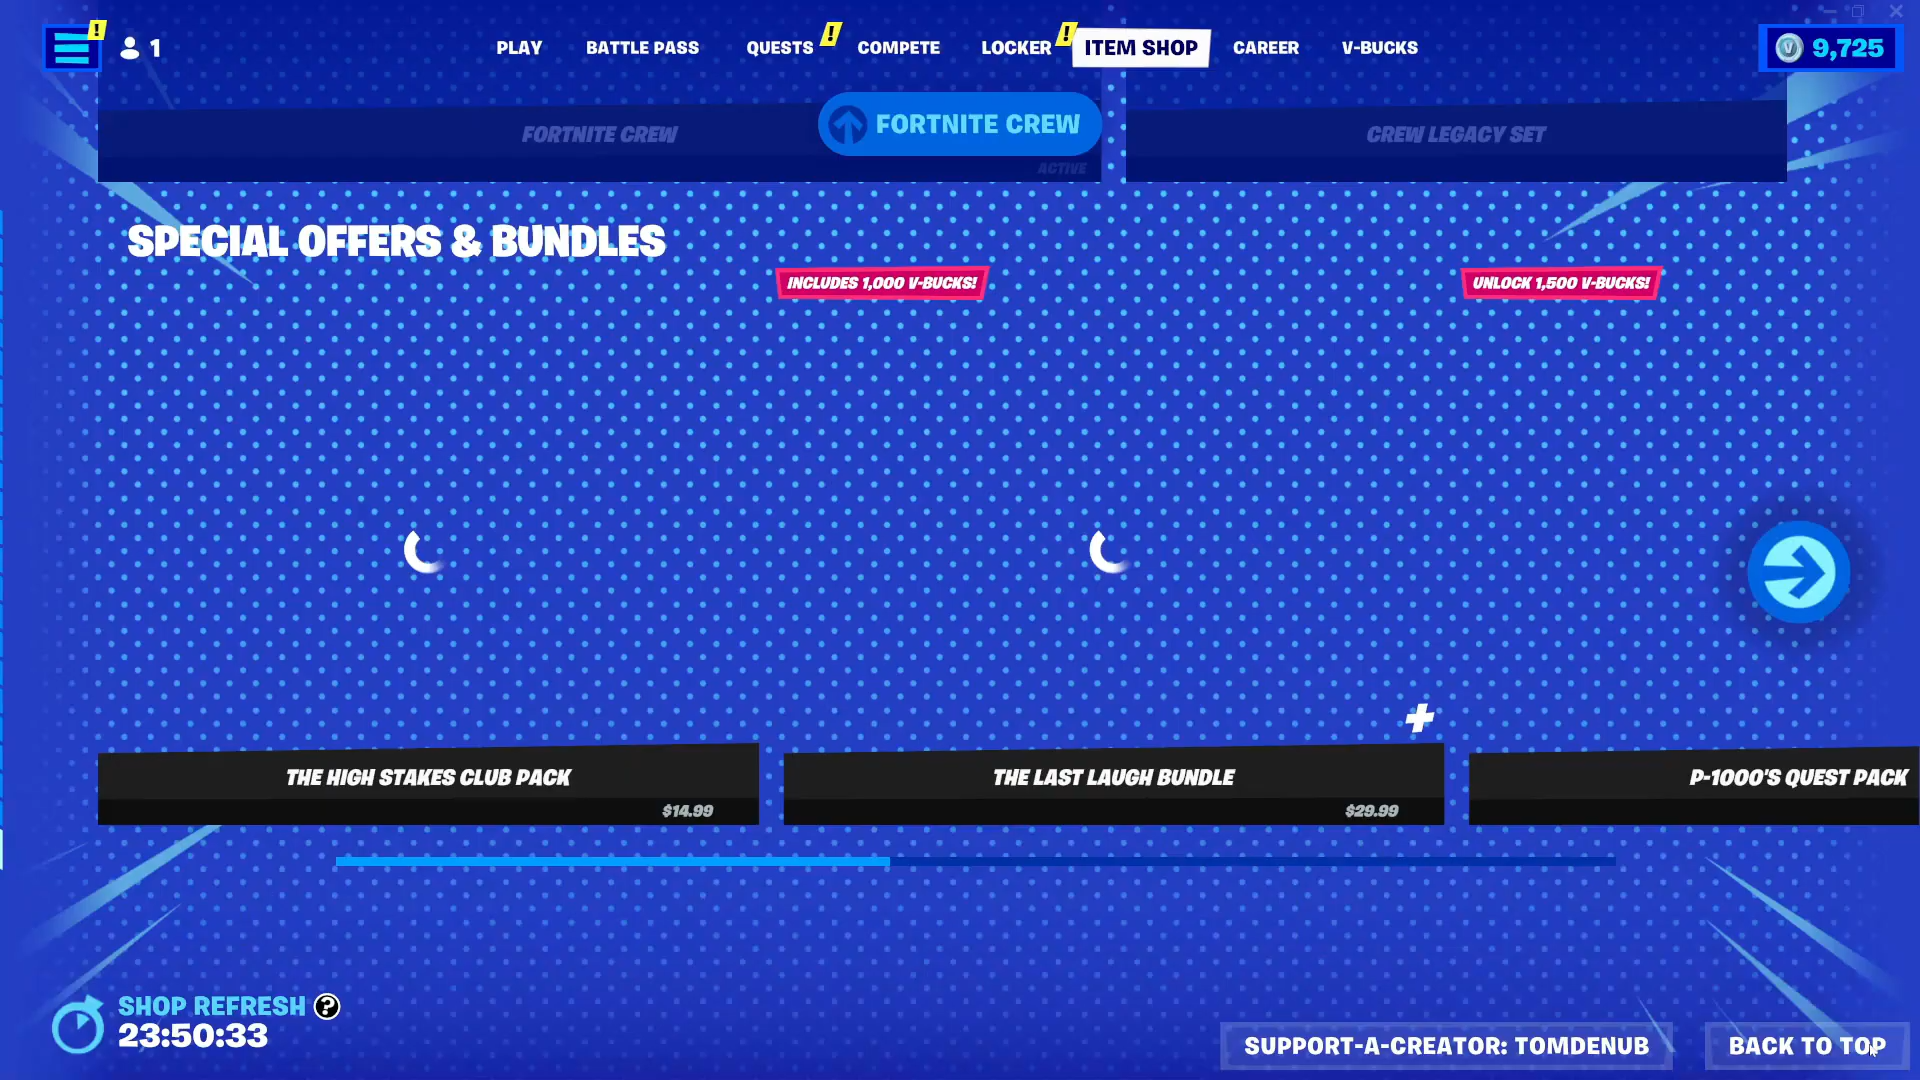 !
1
PLAY
BATTLE PASS
QUESTS
!
COMPETE
LOCKER
!
ITEM SHOP
CAREER
V-BUCKS
V 9,725
FORTNITE CREW
FORTNITE CREW
CREW LEGACY SET
ACTIVE
SPECIAL OFFERS & BUNDLES
INCLUDES 1,000 V-BUCKS!
UNLOCK 1,500 V-BUCKS!
THE HIGH STAKES CLUB PACK
$14.99
THE LAST LAUGH BUNDLE
$29.99
P-1000'S QUEST PACK
SHOP REFRESH ?
23:50:33
SUPPORT-A-CREATOR: TOMDENUB
BACK TO TOP